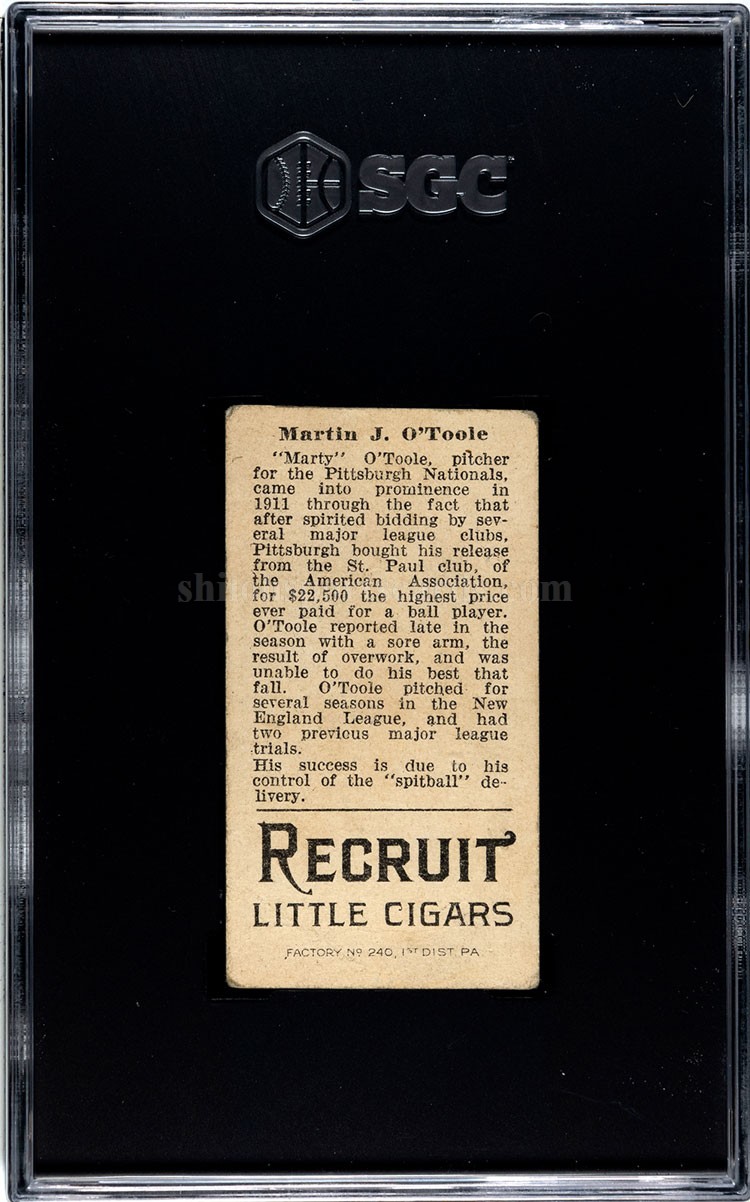 SGC
Martin J. O'Toole
"Marty" O'Toole, pitcher
for the Pittsburgh Nationals,
came into prominence in
1911 through the fact that
after spirited bidding by sev-
eral major league clubs,
Pittsburgh bought his release
from the St. Paul club, of
the American Association,
for $22,500 the highest price
ever paid for a ball player.
O'Toole reported late in the
season with a sore arm, the
result of overwork, and was
unable to do his best that
fall. O'Toole pitched for
several seasons in the New
England League, and had
two previous major league
trials.
His success is due to his
control of the "spitball" de-
livery.
RECRUIT
LITTLE CIGARS
FACTORY Nº 240, 1ST DIST. PA.